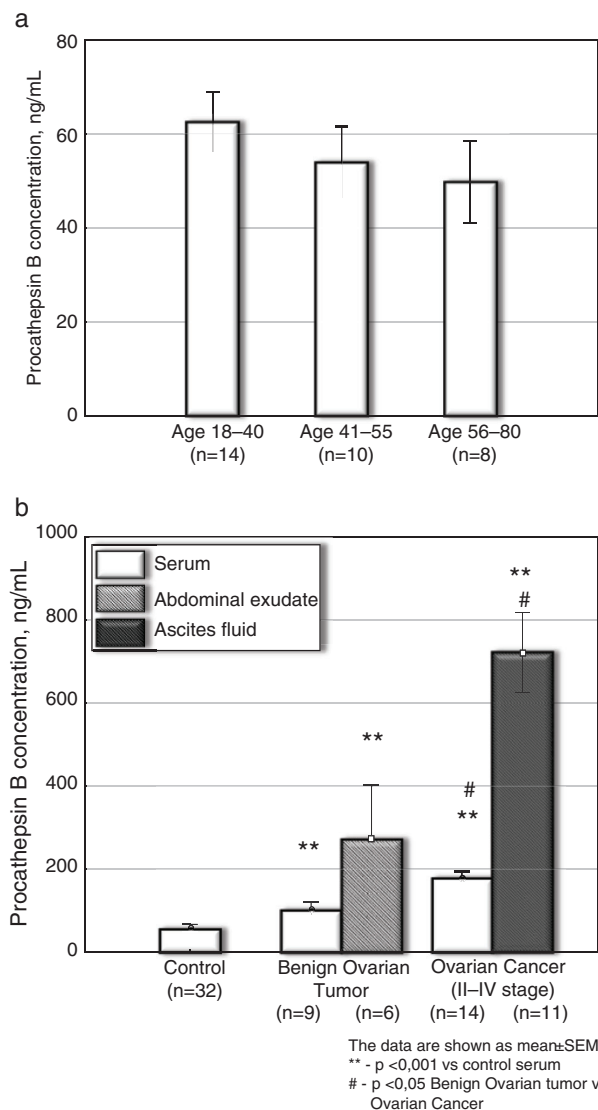 a
Procathepsin B concentration, ng/mL
80
60
40
20
0
Age 18–40
(n=14)
Age 41–55
(n=10)
Age 56–80
(n=8)
b
Procathepsin B concentration, ng/mL
1000
800
600
400
200
0
Serum
Abdominal exudate
Ascites fluid
**
**
#
**
**
#
Control
(n=32)
Benign Ovarian
Tumor
(n=9)
(n=6)
Ovarian Cancer
(II–IV stage)
(n=14)
(n=11)
The data are shown as mean±SEM
** - p <0,001 vs control serum
# - p <0,05 Benign Ovarian tumor v
Ovarian Cancer